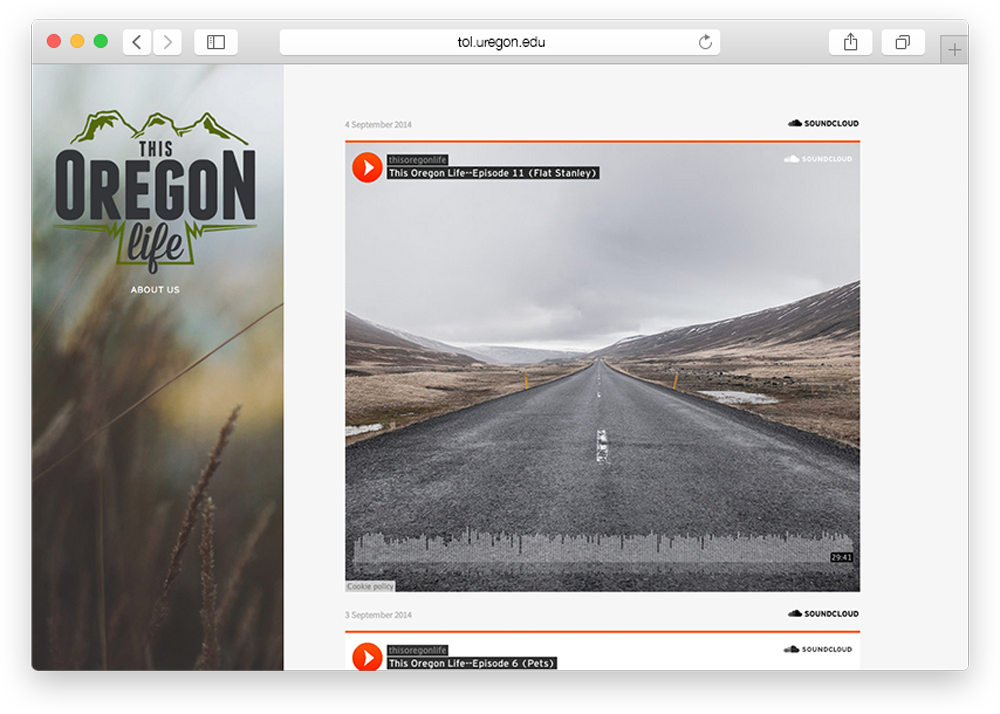 tol.uregon.edu
THIS
OREGON
life
ABOUT US
4 September 2014
SOUNDCLOUD
thisoregonlife
SOUNDCLOUD
This Oregon Life--Episode 11 (Flat Stanley)
29:41
Cookie policy
3 September 2014
SOUNDCLOUD
thisoregonlife
SOUNDCLOUD
This Oregon Life--Episode 6 (Pets)